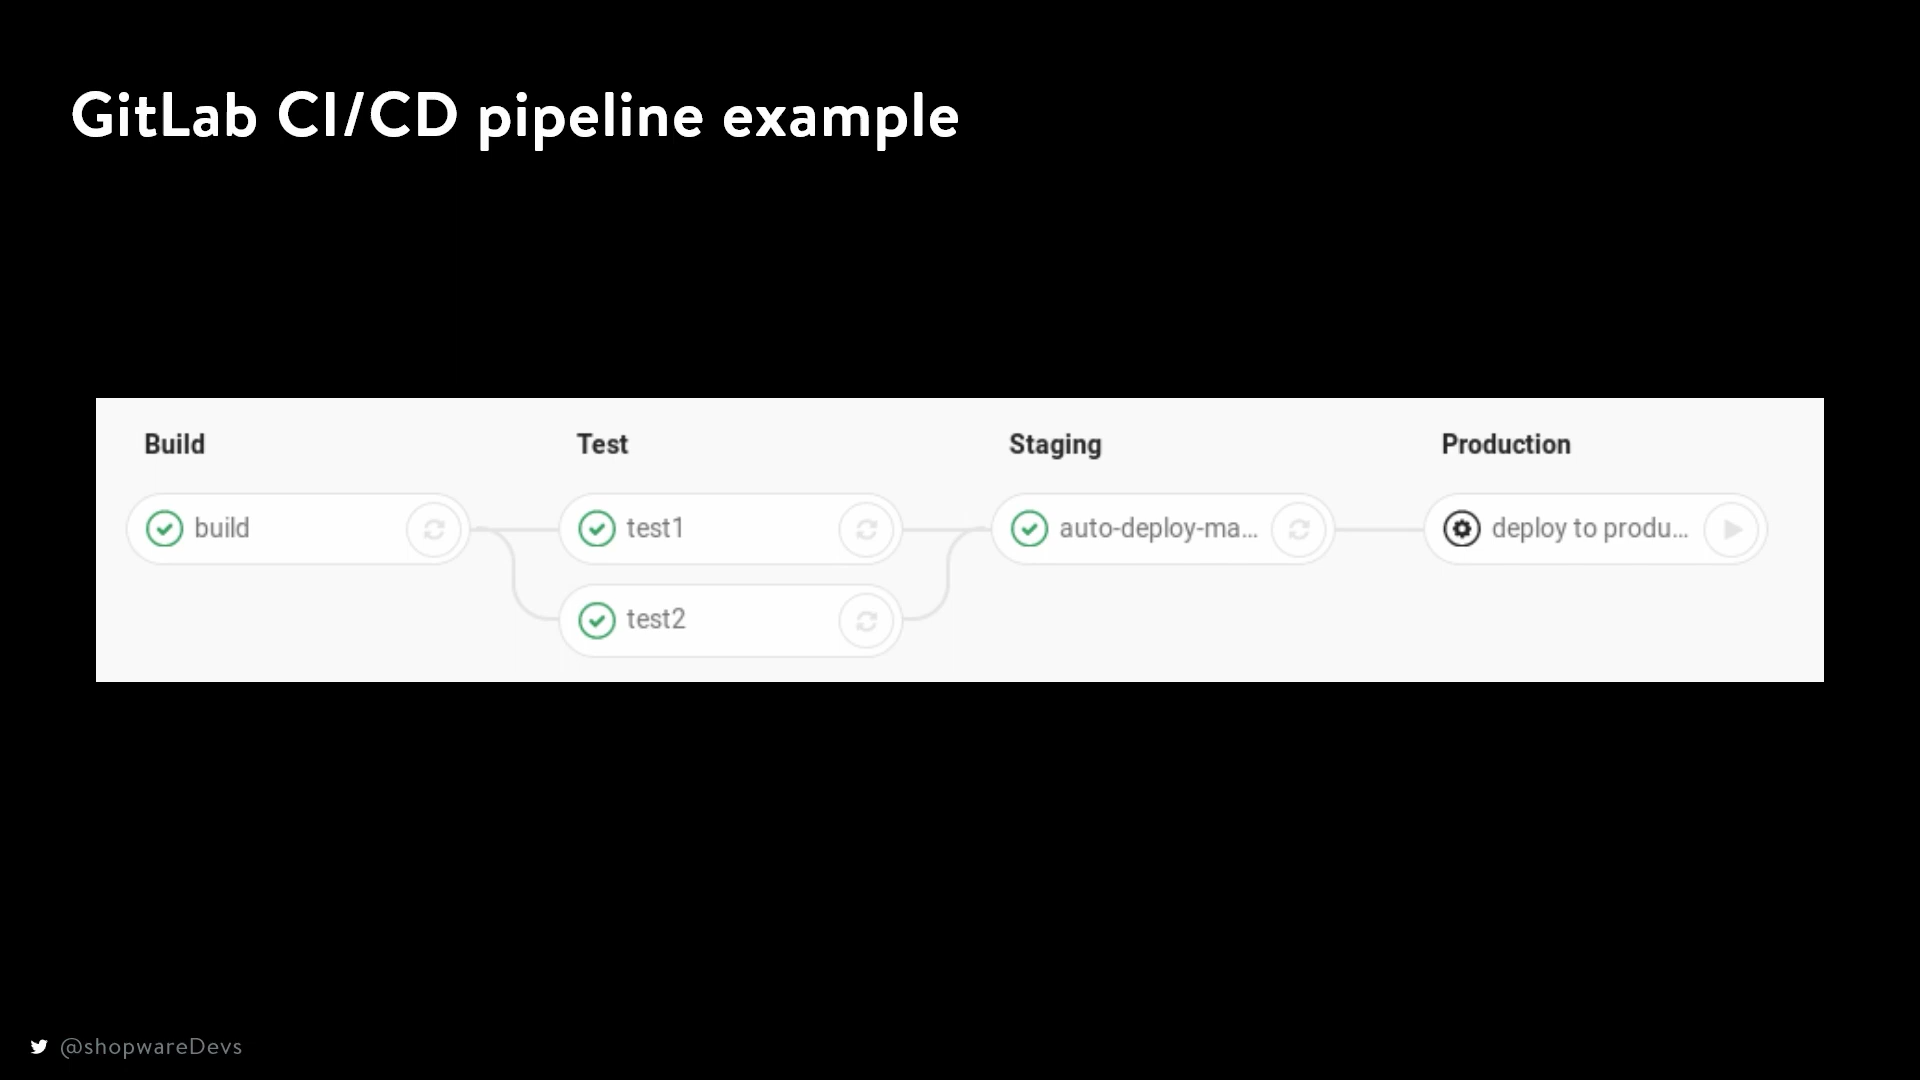 GitLab CI/CD pipeline example
Build
Test
Staging
Production
build
test1
auto-deploy-ma...
deploy to produ...
test2
@shopwareDevs